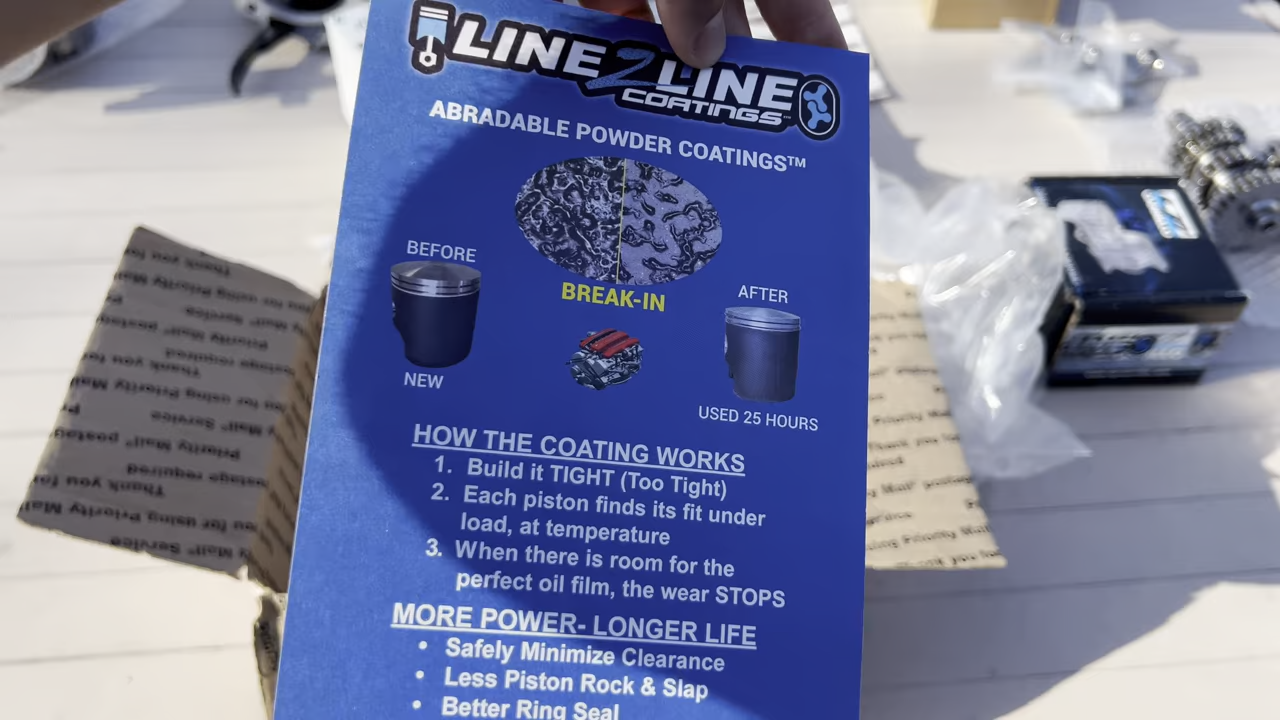 LINE2LINE
COATINGS
ABRADABLE POWDER COATINGS™
BEFORE
BREAK-IN
AFTER
NEW
USED 25 HOURS
HOW THE COATING WORKS
1. Build it TIGHT (Too Tight)
2. Each piston finds its fit under
load, at temperature
3. When there is room for the
perfect oil film, the wear STOPS
MORE POWER- LONGER LIFE
• Safely Minimize Clearance
• Less Piston Rock & Slap
• Better Ring Seal